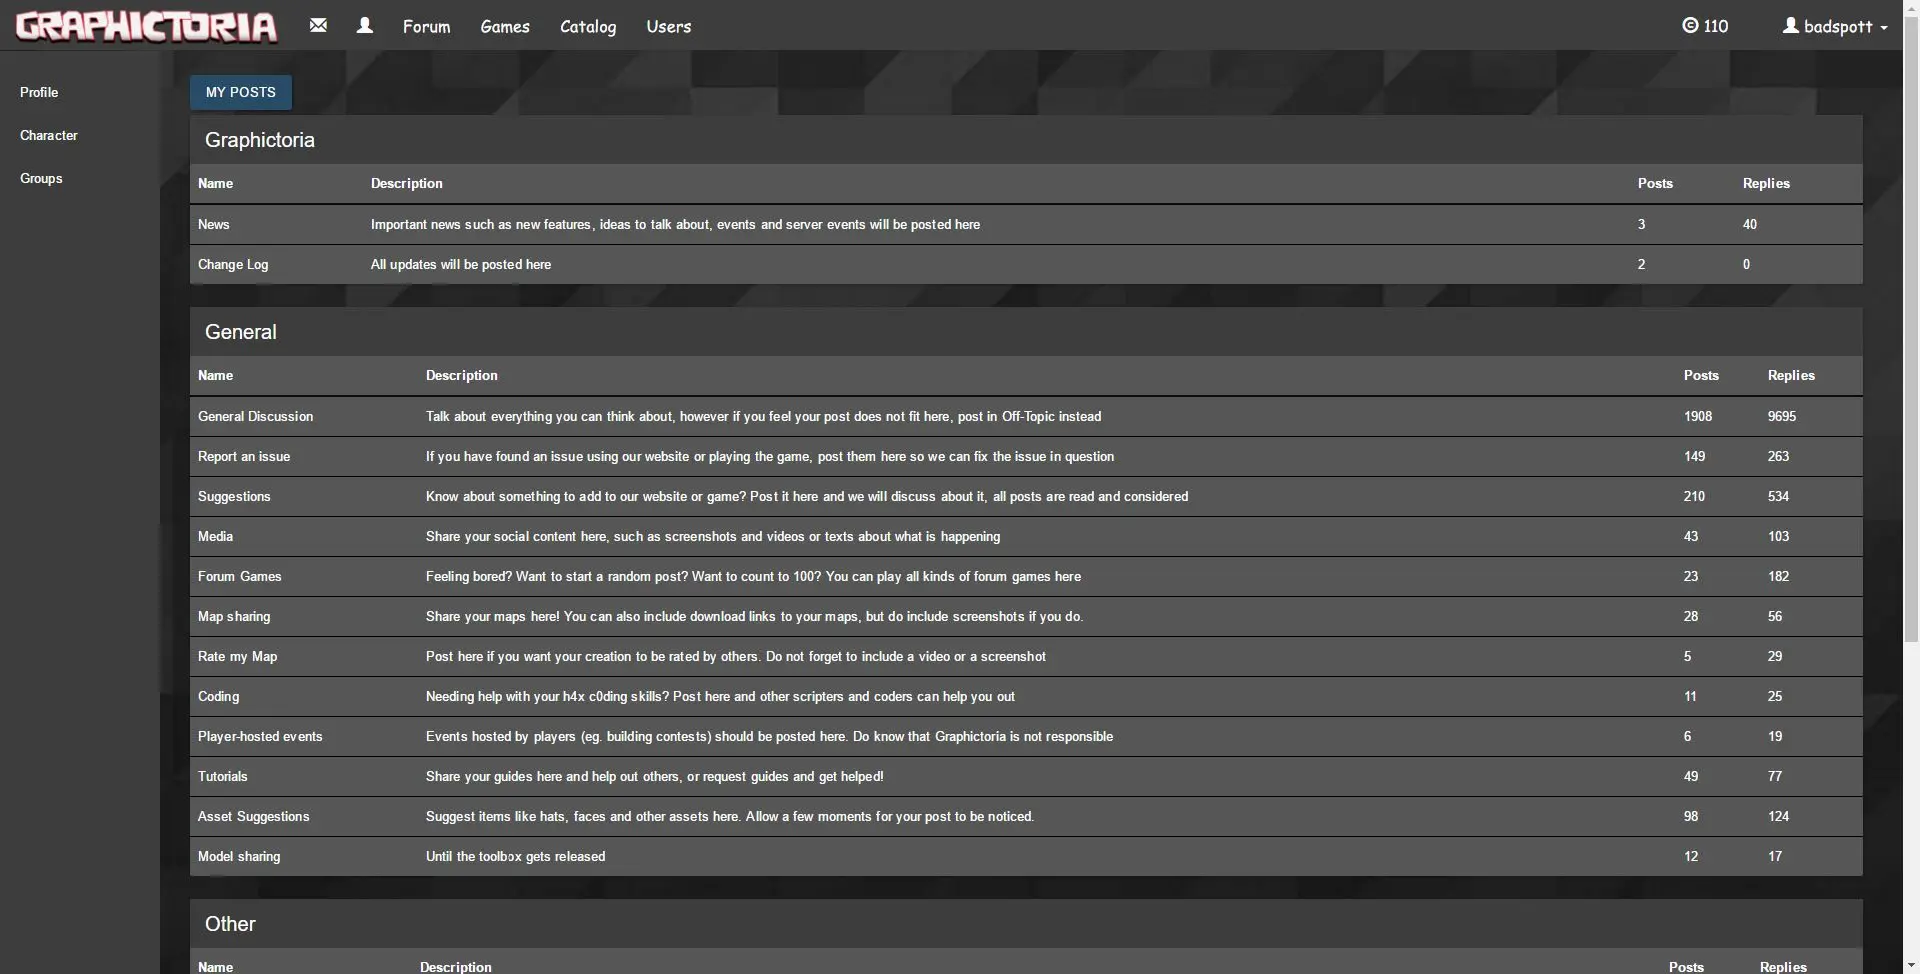 GRAPHICTORIA Forum Games Catalog Users 110 badspott
Profile
Character
Groups
MY POSTS
Graphictoria
Name Description Posts Replies
News Important news such as new features, ideas to talk about, events and server events will be posted here 3 40
Change Log All updates will be posted here 2 0
General
Name Description Posts Replies
General Discussion Talk about everything you can think about, however if you feel your post does not fit here, post in Off-Topic instead 1908 9695
Report an issue If you have found an issue using our website or playing the game, post them here so we can fix the issue in question 149 263
Suggestions Know about something to add to our website or game? Post it here and we will discuss about it, all posts are read and considered 210 534
Media Share your social content here, such as screenshots and videos or texts about what is happening 43 103
Forum Games Feeling bored? Want to start a random post? Want to count to 100? You can play all kinds of forum games here 23 182
Map sharing Share your maps here! You can also include download links to your maps, but do include screenshots if you do. 28 56
Rate my Map Post here if you want your creation to be rated by others. Do not forget to include a video or a screenshot 5 29
Coding Needing help with your h4x c0ding skills? Post here and other scripters and coders can help you out 11 25
Player-hosted events Events hosted by players (eg. building contests) should be posted here. Do know that Graphictoria is not responsible 6 19
Tutorials Share your guides here and help out others, or request guides and get helped! 49 77
Asset Suggestions Suggest items like hats, faces and other assets here. Allow a few moments for your post to be noticed. 98 124
Model sharing Until the toolbox gets released 12 17
Other
Name Description Posts Replies